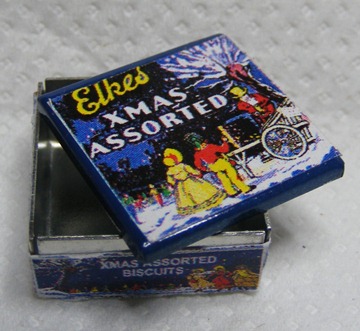 Elkes
XMAS
ASSORTED
XMAS ASSORTED
BISCUITS